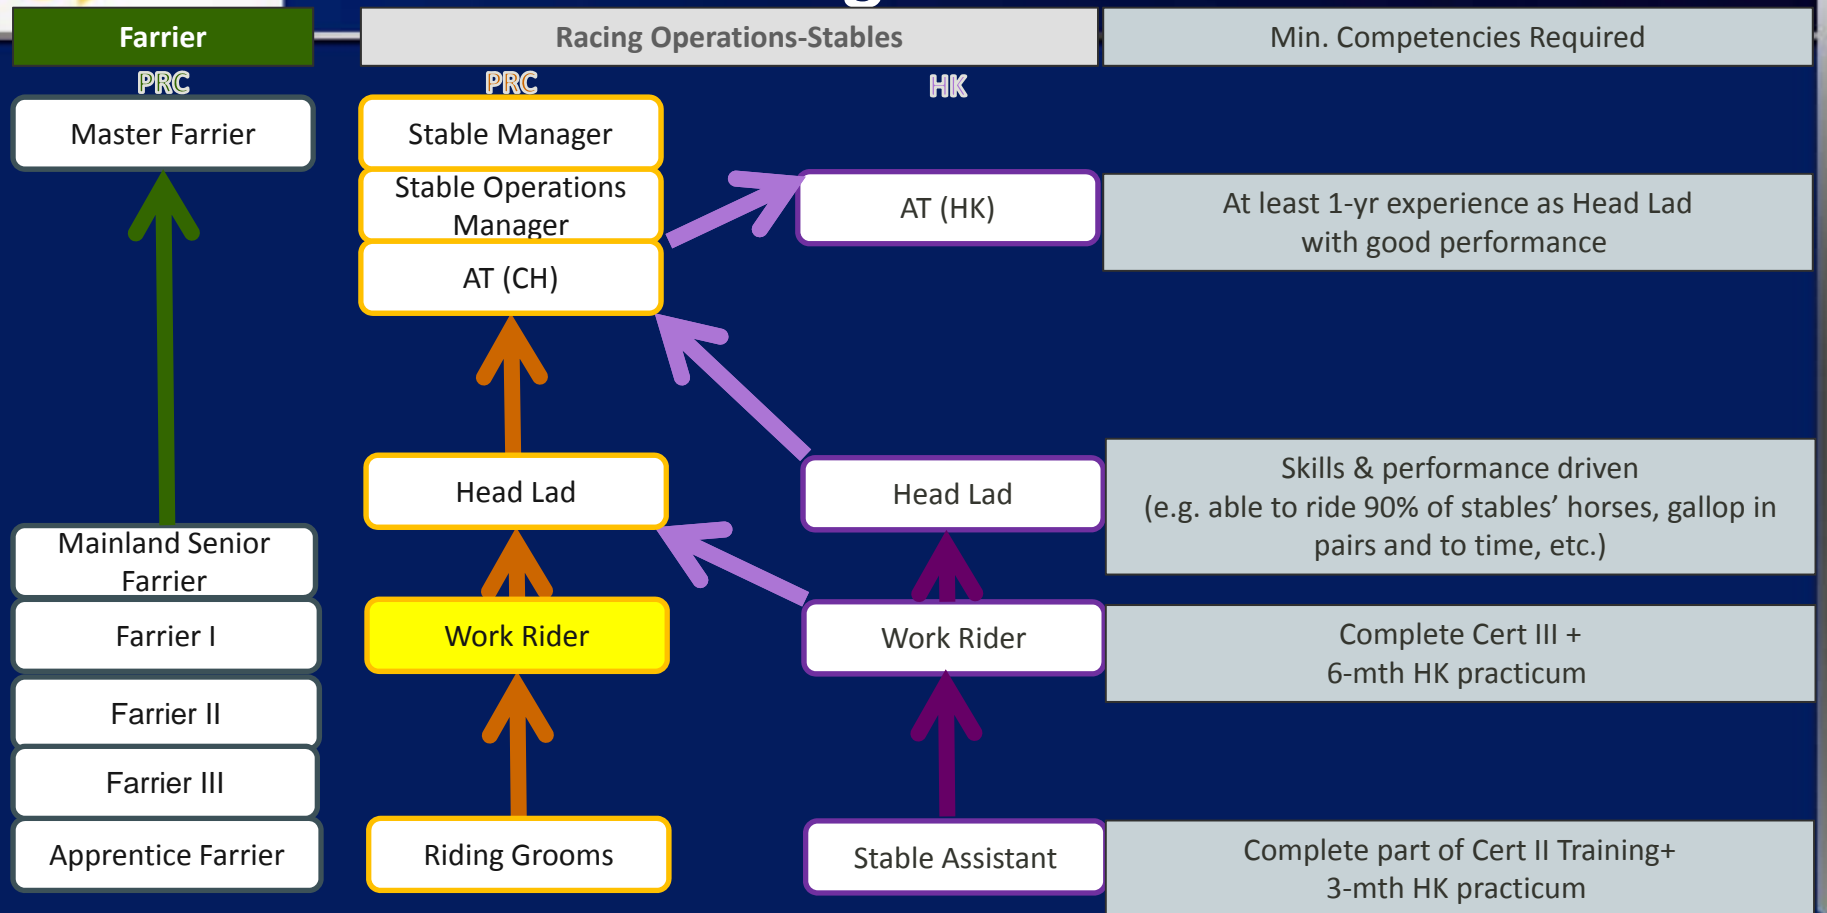 Farrier
Racing Operations-Stables
Min. Competencies Required
PRC
PRC
HK
Master Farrier
Stable Manager
Stable Operations
Manager
AT (CH)
AT (HK)
At least 1-yr experience as Head Lad
with good performance
Head Lad
Head Lad
Skills & performance driven
(e.g. able to ride 90% of stables’ horses, gallop in
pairs and to time, etc.)
Mainland Senior
Farrier
Farrier I
Work Rider
Work Rider
Complete Cert III +
6-mth HK practicum
Farrier II
Farrier III
Apprentice Farrier
Riding Grooms
Stable Assistant
Complete part of Cert II Training+
3-mth HK practicum